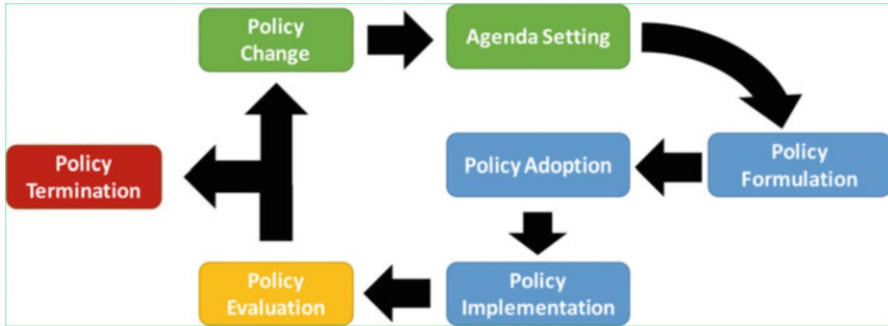 Policy
Change
Agenda Setting
Policy
Termination
Policy Adoption
Policy
Formulation
Policy
Evaluation
Policy
Implementation